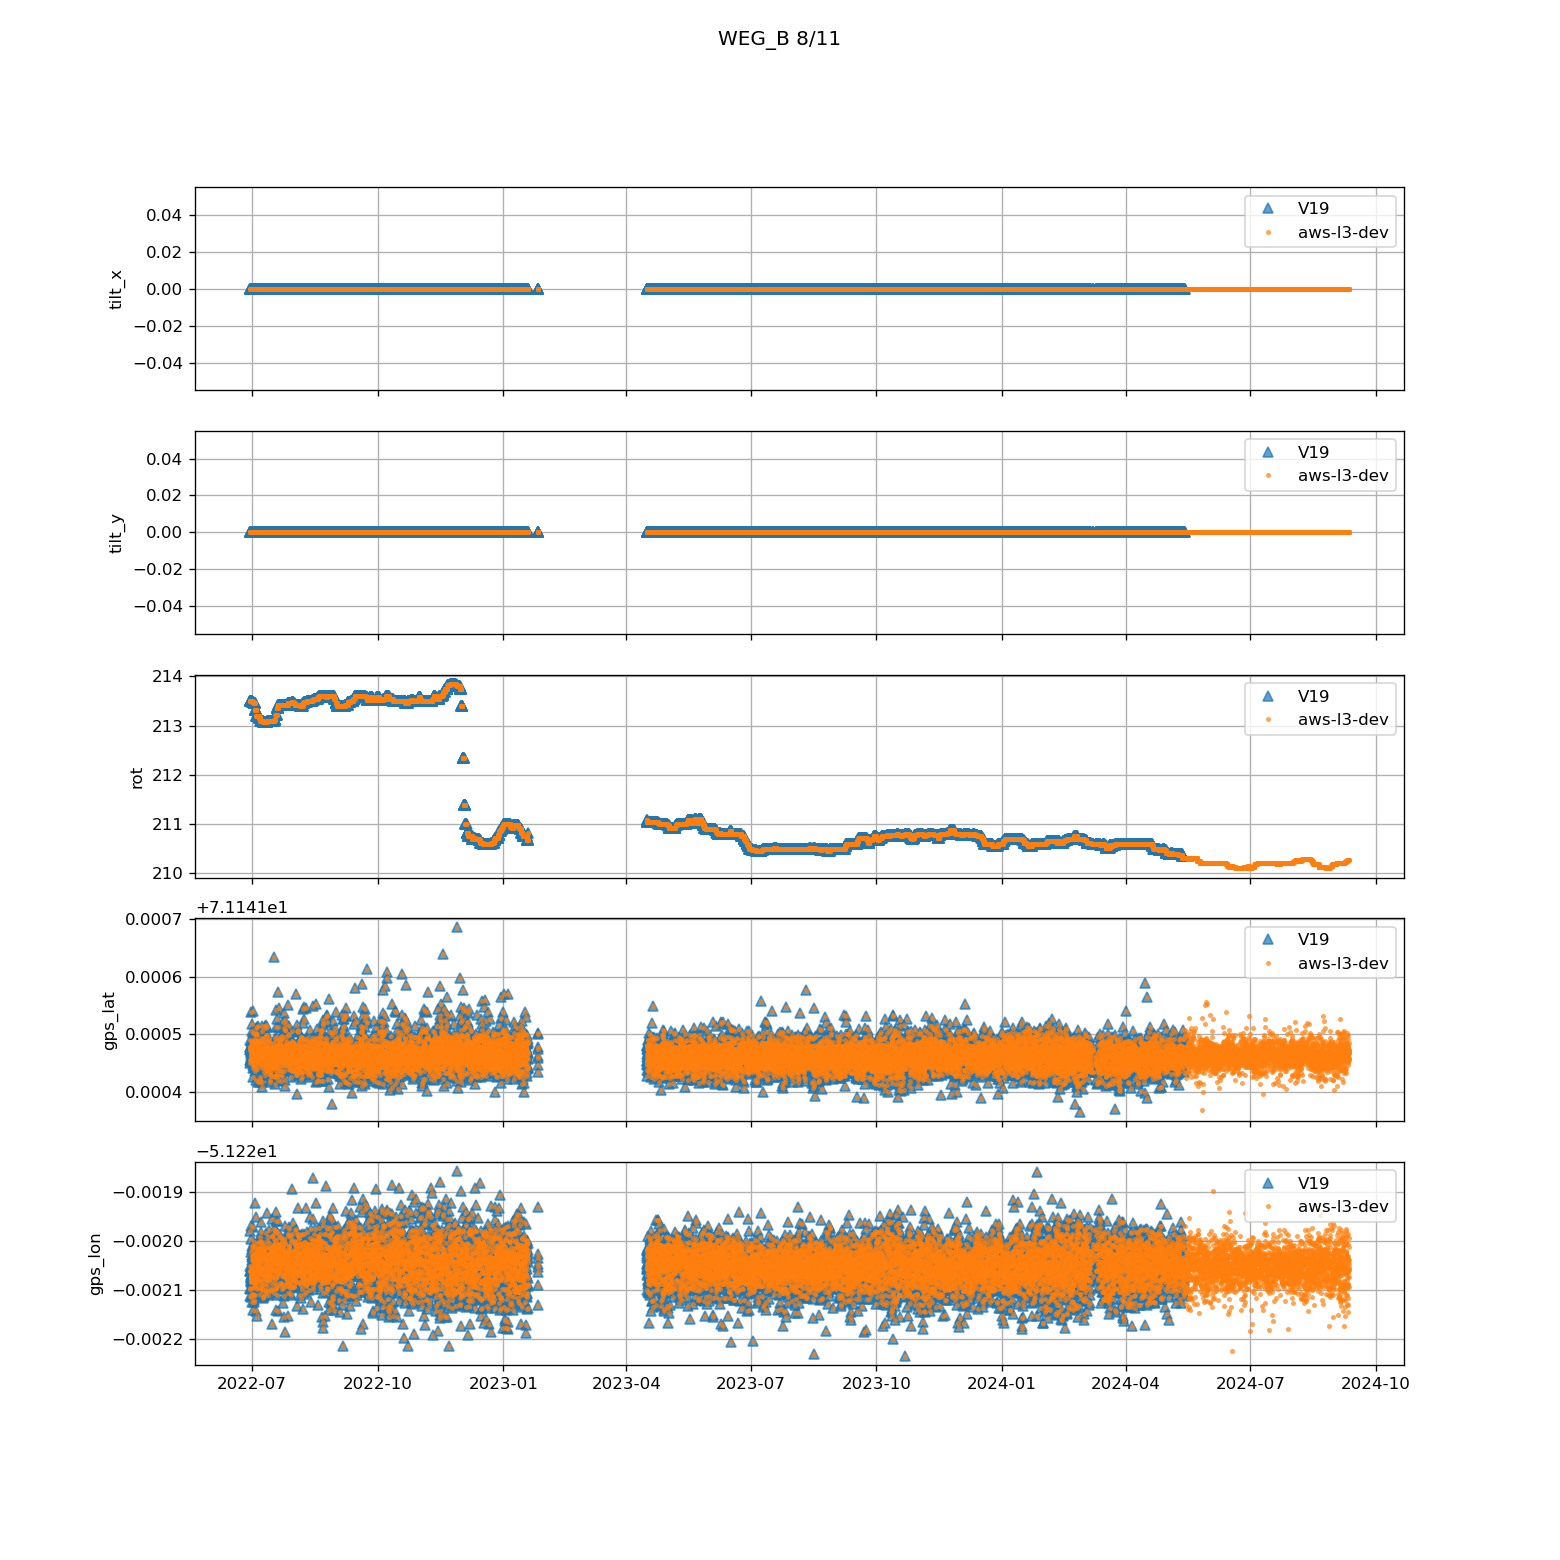 WEG_B 8/11
0.04
0.02
0.00
−0.02
−0.04
tilt_x
V19
aws-l3-dev
0.04
0.02
0.00
−0.02
−0.04
tilt_y
V19
aws-l3-dev
214
213
212
211
210
rot
V19
aws-l3-dev
+7.1141e1
0.0007
0.0006
0.0005
0.0004
gps_lat
V19
aws-l3-dev
−5.122e1
−0.0019
−0.0020
−0.0021
−0.0022
gps_lon
V19
aws-l3-dev
2022-07 2022-10 2023-01 2023-04 2023-07 2023-10 2024-01 2024-04 2024-07 2024-10